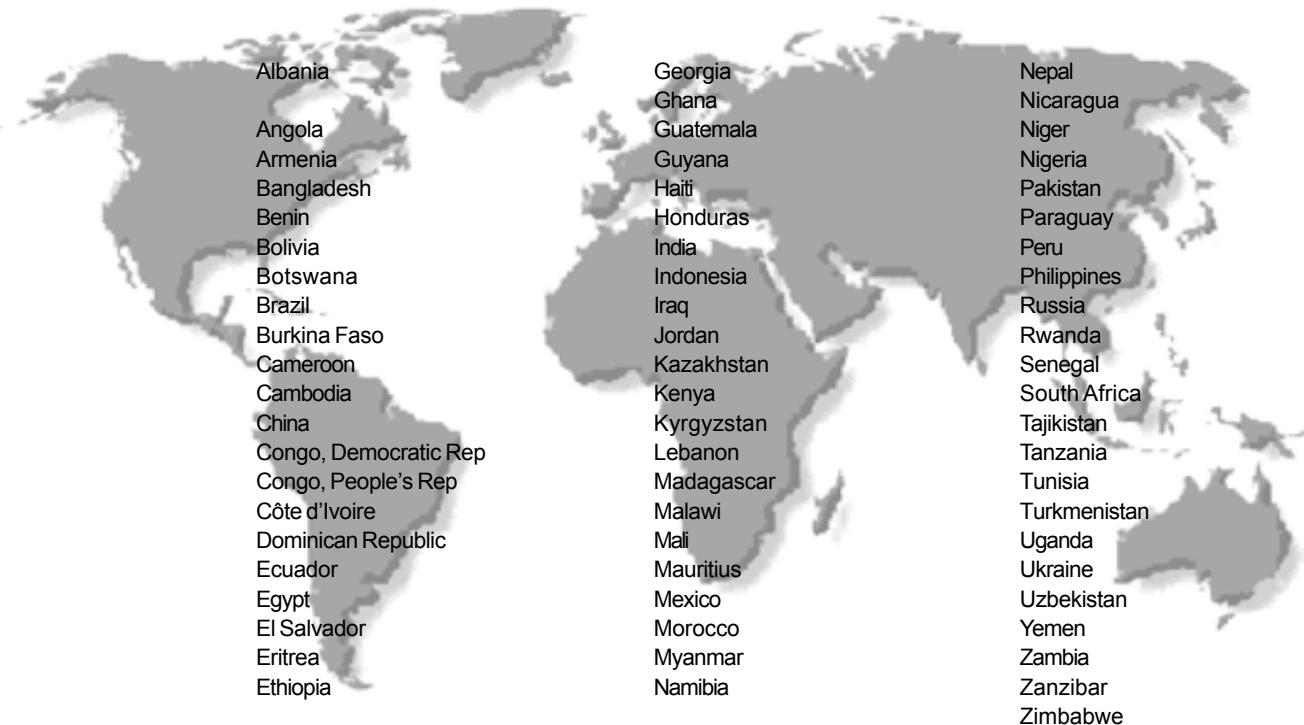 Albania
Angola
Armenia
Bangladesh
Benin
Bolivia
Botswana
Brazil
Burkina Faso
Cameroon
Cambodia
China
Congo, Democratic Rep
Congo, People’s Rep
Côte d’Ivoire
Dominican Republic
Ecuador
Egypt
El Salvador
Eritrea
Ethiopia
Georgia
Ghana
Guatemala
Guyana
Haiti
Honduras
India
Indonesia
Iraq
Jordan
Kazakhstan
Kenya
Kyrgyzstan
Lebanon
Madagascar
Malawi
Mali
Mauritius
Mexico
Morocco
Myanmar
Namibia
Nepal
Nicaragua
Niger
Nigeria
Pakistan
Paraguay
Peru
Philippines
Russia
Rwanda
Senegal
South Africa
Tajikistan
Tanzania
Tunisia
Turkmenistan
Uganda
Ukraine
Uzbekistan
Yemen
Zambia
Zanzibar
Zimbabwe